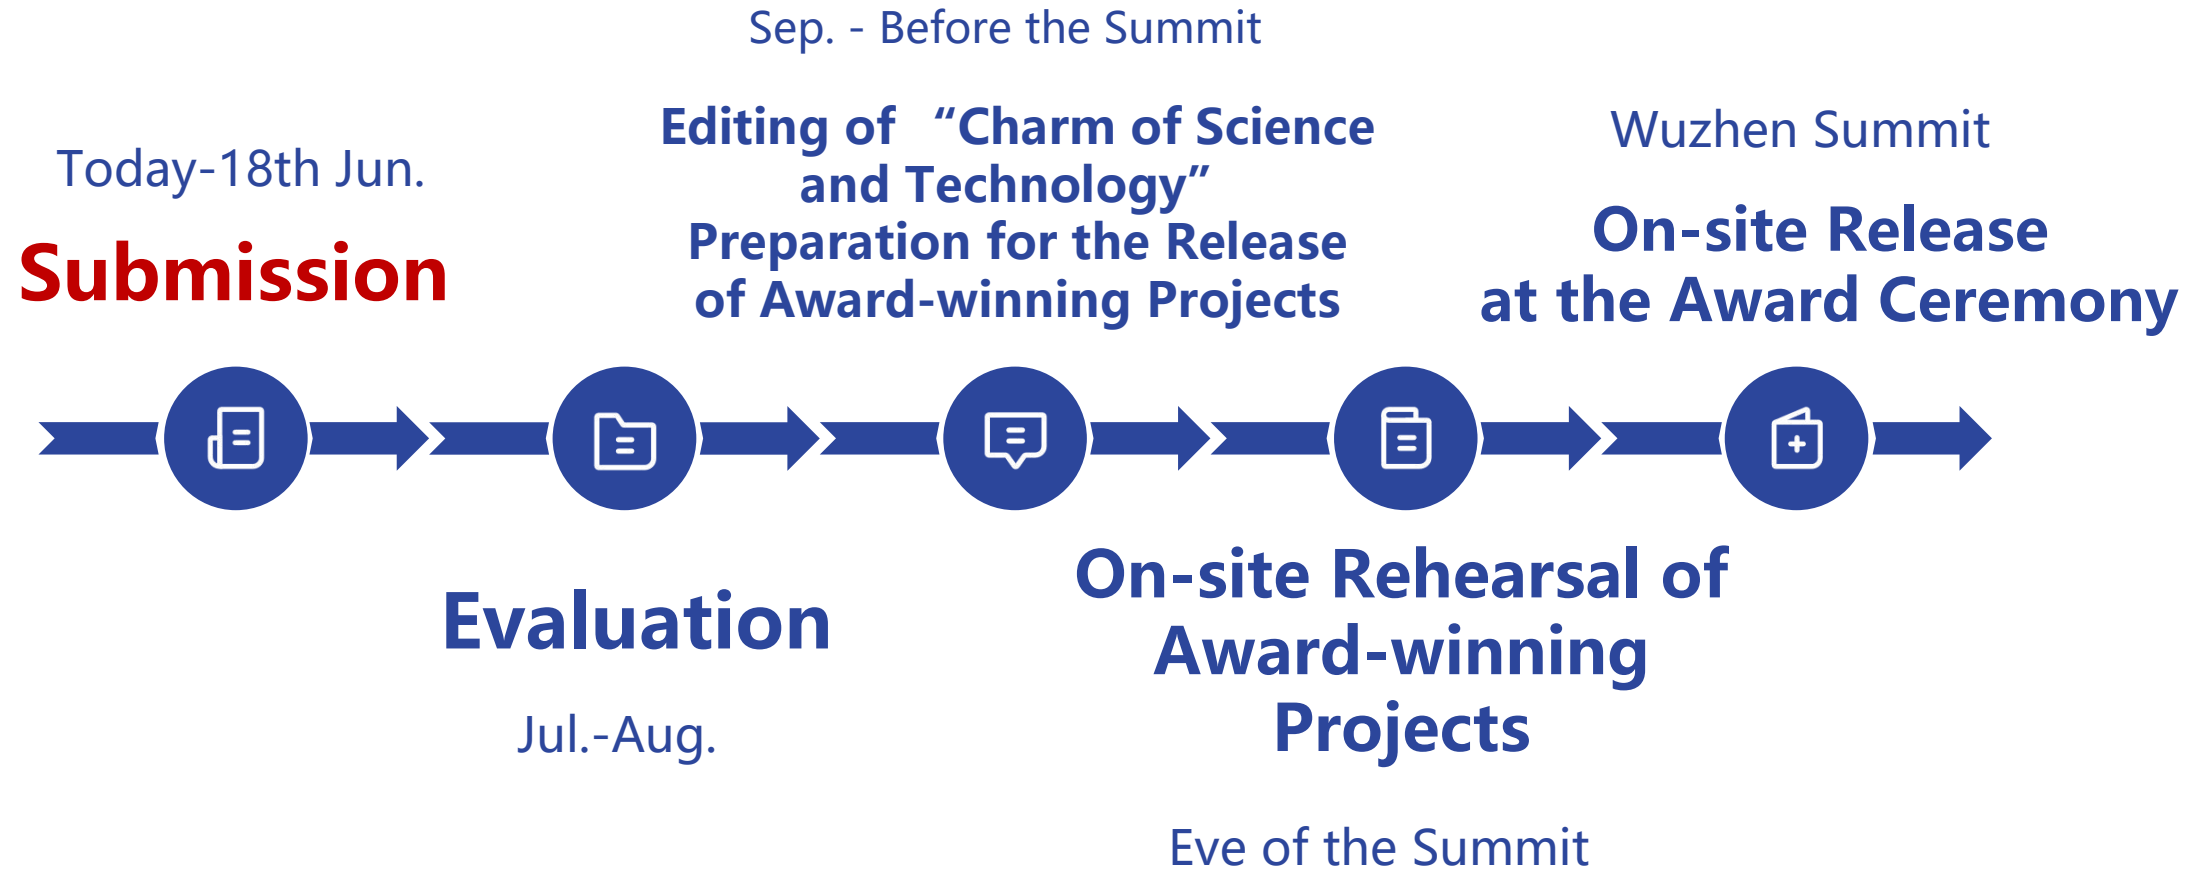 Today-18th Jun.
Submission
Evaluation
Jul.-Aug.
Sep. - Before the Summit
Editing of “Charm of Science
and Technology”
Preparation for the Release
of Award-winning Projects
On-site Rehearsal of
Award-winning
Projects
Eve of the Summit
Wuzhen Summit
On-site Release
at the Award Ceremony